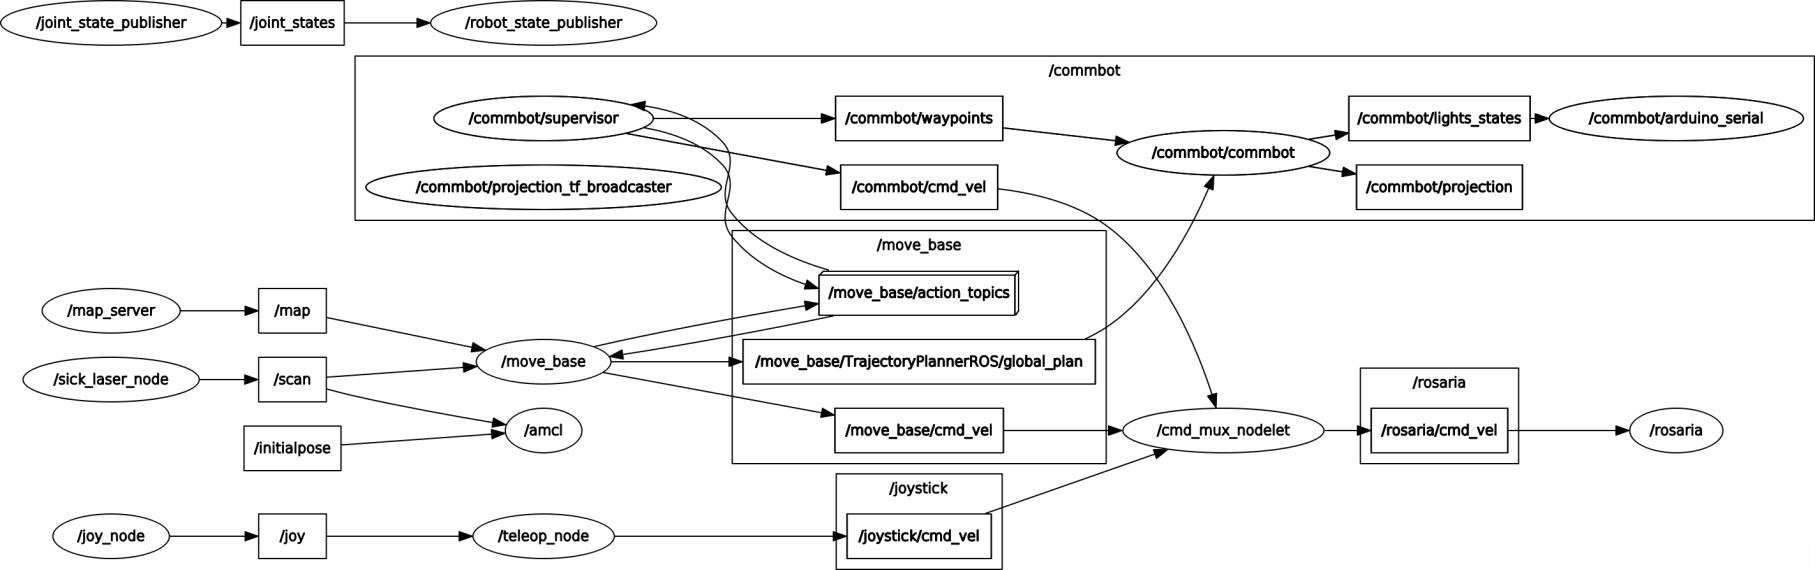 /joint_state_publisher
/joint_states
/robot_state_publisher
/commbot
/commbot/supervisor
/commbot/waypoints
/commbot/lights_states
/commbot/arduino_serial
/commbot/commbot
/commbot/projection_tf_broadcaster
/commbot/cmd_vel
/commbot/projection
/move_base
/move_base/action_topics
/map_server
/map
/move_base
/move_base/TrajectoryPlannerROS/global_plan
/sick_laser_node
/scan
/rosaria
/amcl
/move_base/cmd_vel
/cmd_mux_nodelet
/rosaria/cmd_vel
/rosaria
/initialpose
/joystick
/joy_node
/joy
/teleop_node
/joystick/cmd_vel